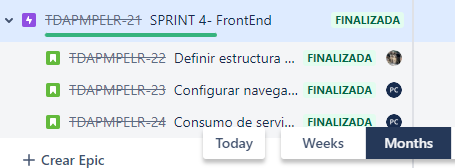 TDAPMPELR-21 SPRINT 4- FrontEnd FINALIZADA
TDAPMPELR-22 Definir estructura ... FINALIZADA
TDAPMPELR-23 Configurar navega... FINALIZADA PC
TDAPMPELR-24 Consumo de servi... FINALIZADA PC
Today Weeks Months
+ Crear Epic